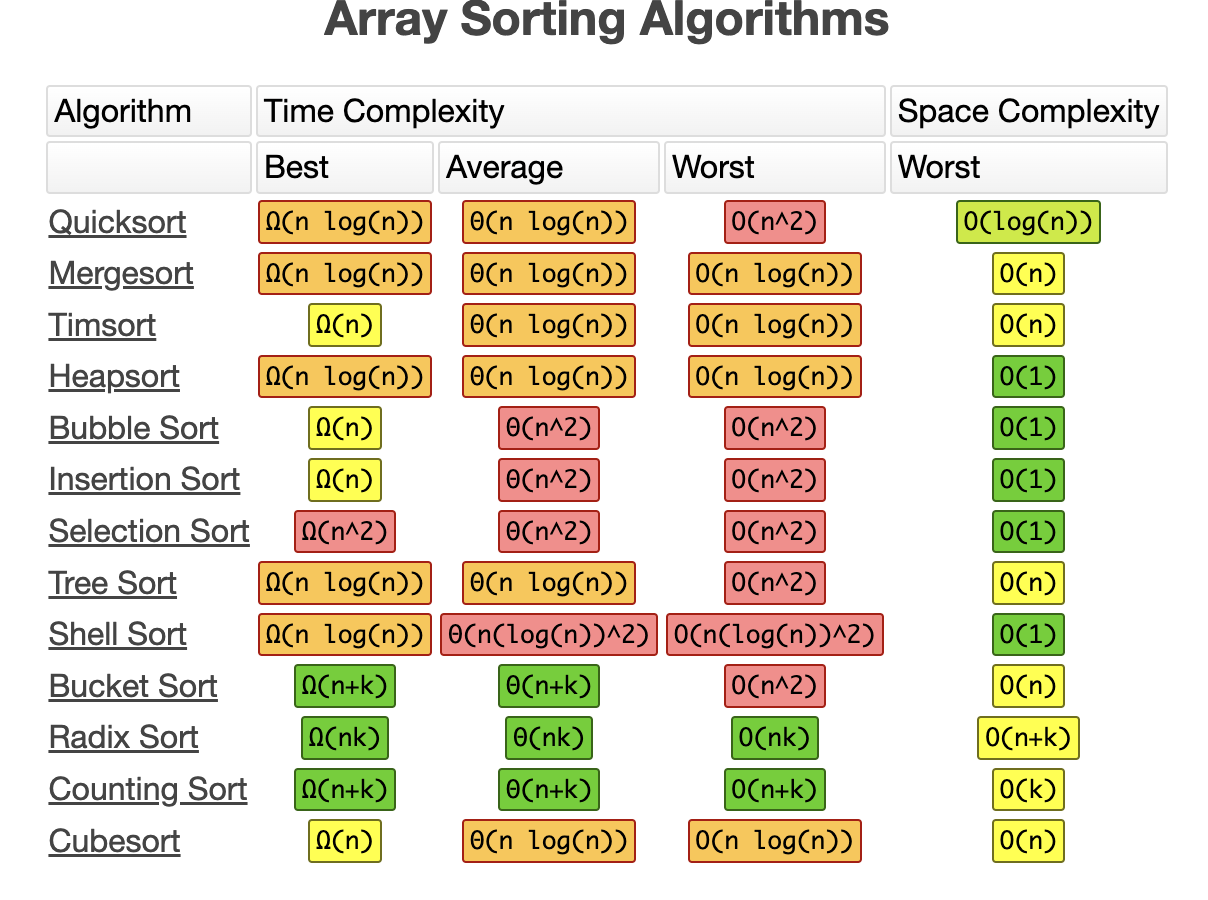 Array Sorting Algorithms
Algorithm Time Complexity Space Complexity
Best Average Worst Worst
Quicksort Ω(n log(n)) Θ(n log(n)) O(n^2) O(log(n))
Mergesort Ω(n log(n)) Θ(n log(n)) O(n log(n)) O(n)
Timsort Ω(n) Θ(n log(n)) O(n log(n)) O(n)
Heapsort Ω(n log(n)) Θ(n log(n)) O(n log(n)) O(1)
Bubble Sort Ω(n) Θ(n^2) O(n^2) O(1)
Insertion Sort Ω(n) Θ(n^2) O(n^2) O(1)
Selection Sort Ω(n^2) Θ(n^2) O(n^2) O(1)
Tree Sort Ω(n log(n)) Θ(n log(n)) O(n^2) O(n)
Shell Sort Ω(n log(n)) Θ(n(log(n))^2) O(n(log(n))^2) O(1)
Bucket Sort Ω(n+k) Θ(n+k) O(n^2) O(n)
Radix Sort Ω(nk) Θ(nk) O(nk) O(n+k)
Counting Sort Ω(n+k) Θ(n+k) O(n+k) O(k)
Cubesort Ω(n) Θ(n log(n)) O(n log(n)) O(n)